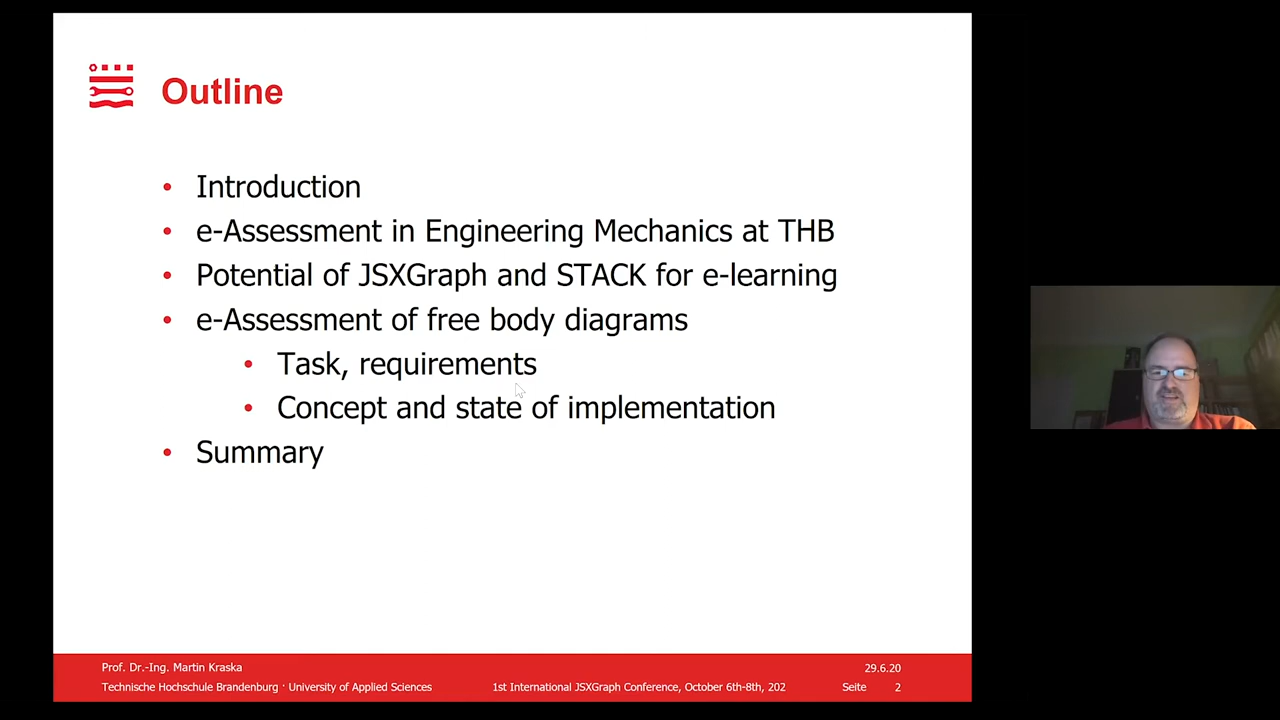 Outline
• Introduction
• e-Assessment in Engineering Mechanics at THB
• Potential of JSXGraph and STACK for e-learning
• e-Assessment of free body diagrams
• Task, requirements
• Concept and state of implementation
• Summary
Prof. Dr.-Ing. Martin Kraska 29.6.20
Technische Hochschule Brandenburg · University of Applied Sciences 1st International JSXGraph Conference, October 6th-8th, 202 Seite 2